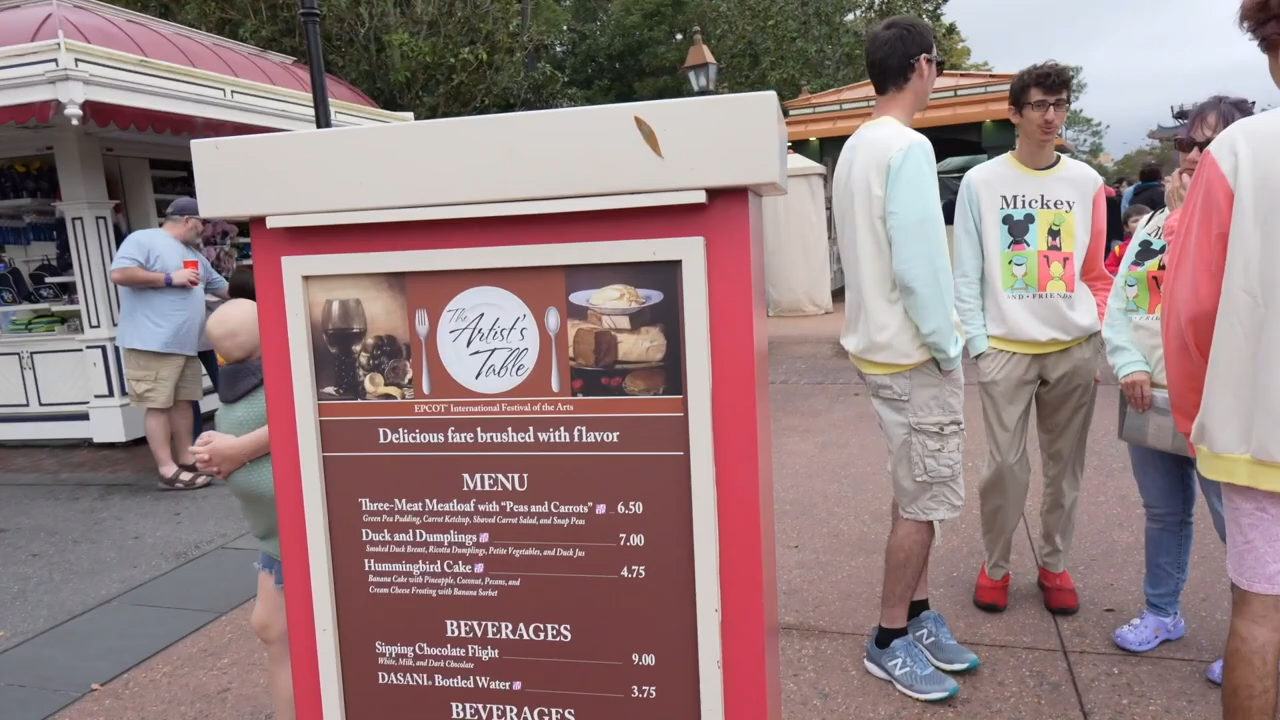 The
Artist's
Table
EPCOT® International Festival of the Arts
Delicious fare brushed with flavor
MENU
Three-Meat Meatloaf with "Peas and Carrots" 6.50
Green Pea Pudding, Carrot Ketchup, Shaved Carrot Salad, and Snap Peas
Duck and Dumplings 7.00
Smoked Duck Breast, Ricotta Dumplings, Petite Vegetables, and Duck Jus
Hummingbird Cake 4.75
Banana Cake with Pineapple, Coconut, Pecans, and
Cream Cheese Frosting with Banana Sorbet
BEVERAGES
Sipping Chocolate Flight 9.00
White, Milk, and Dark Chocolate
DASANI® Bottled Water 3.75
BEVERAGES
Mickey
AND • FRIENDS
N
N